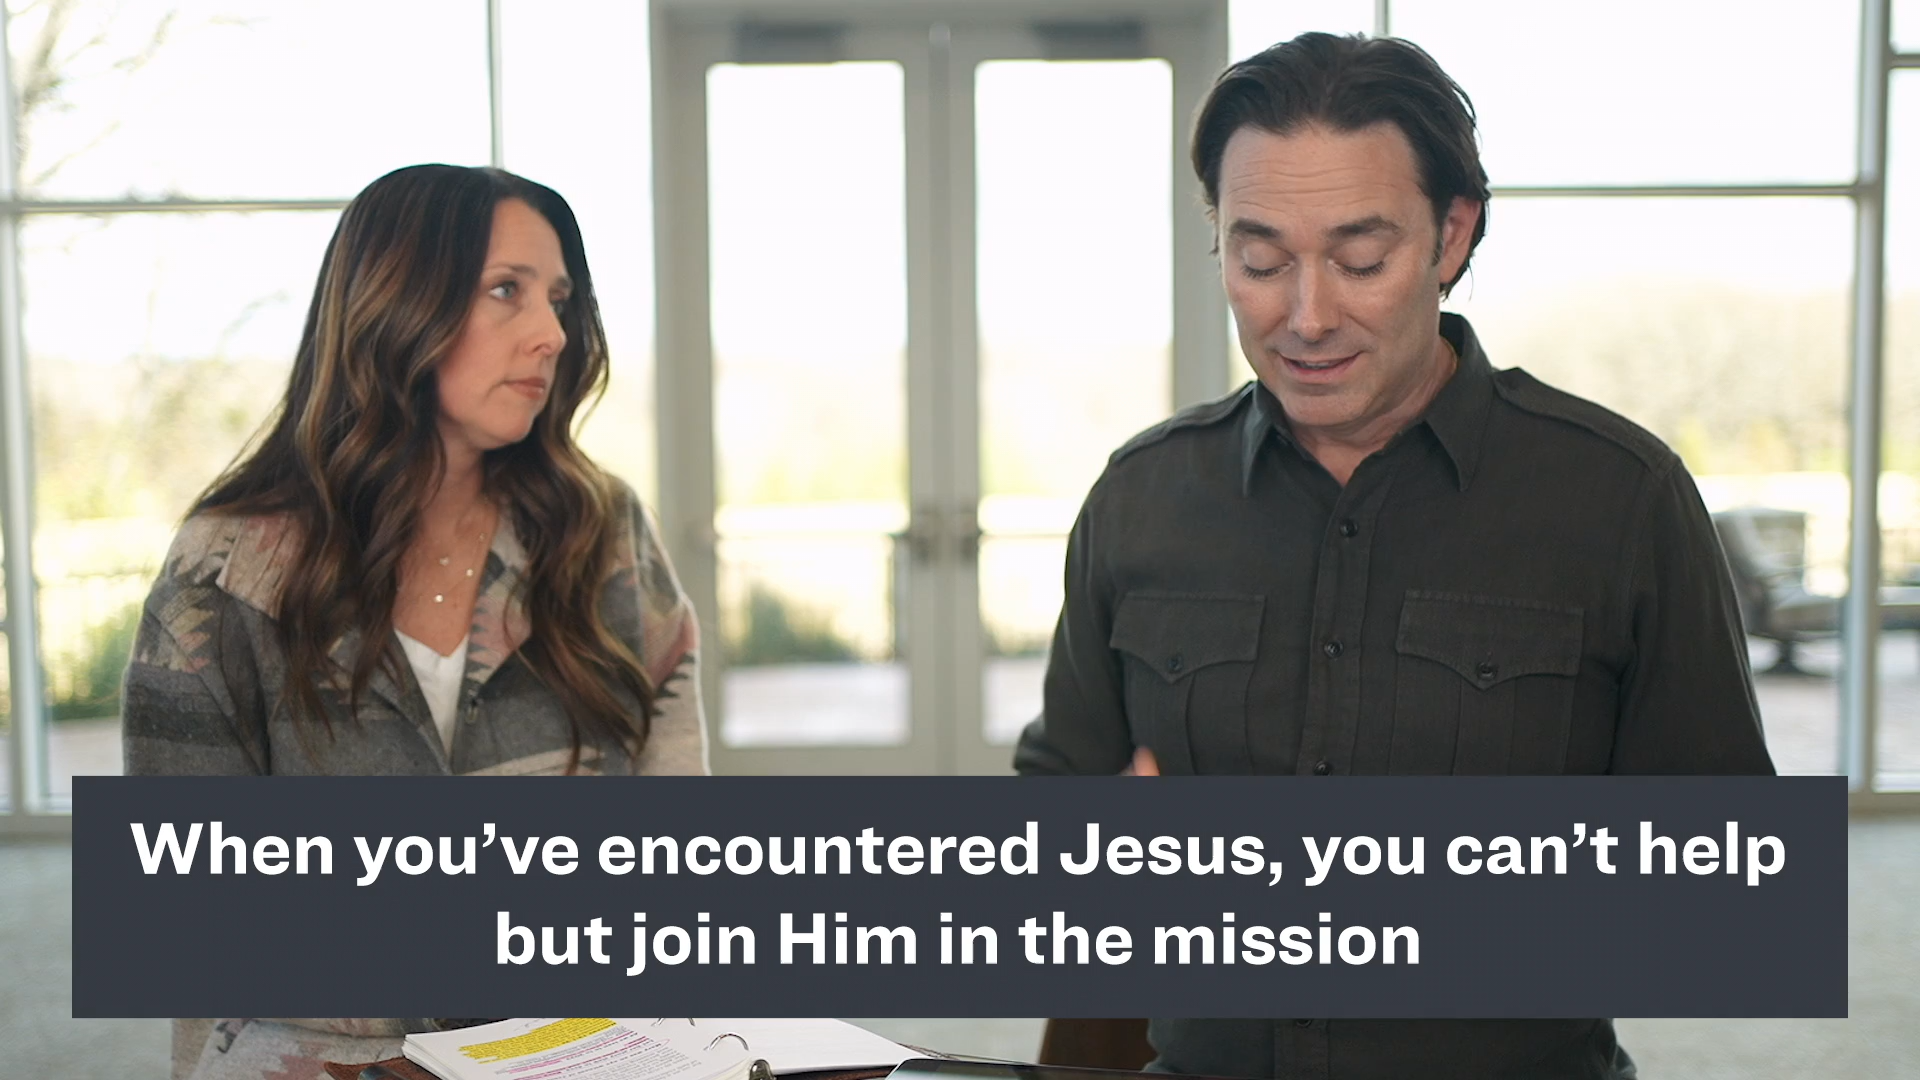 When you’ve encountered Jesus, you can’t help
but join Him in the mission